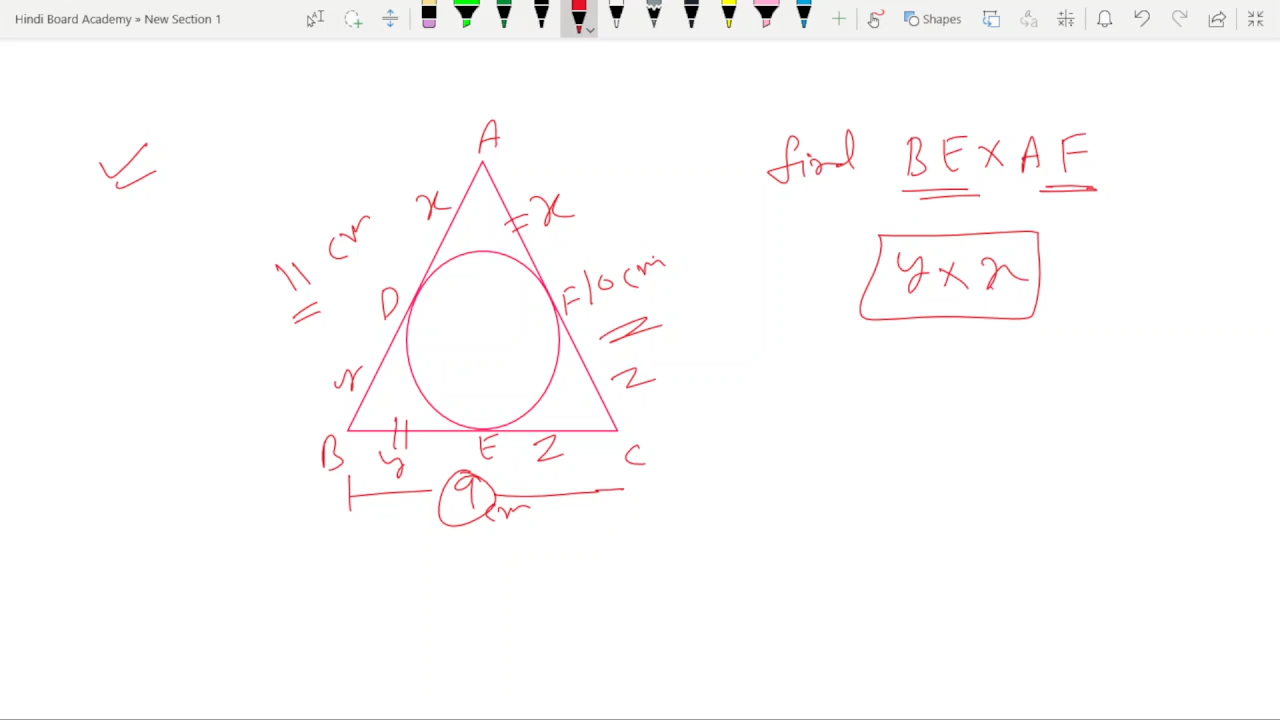 Hindi Board Academy » New Section 1
Shapes
A
find BE × AF
x
x
11 cm
y × x
D
F 10 cm
z
y
B
y
E
z
C
9 cm